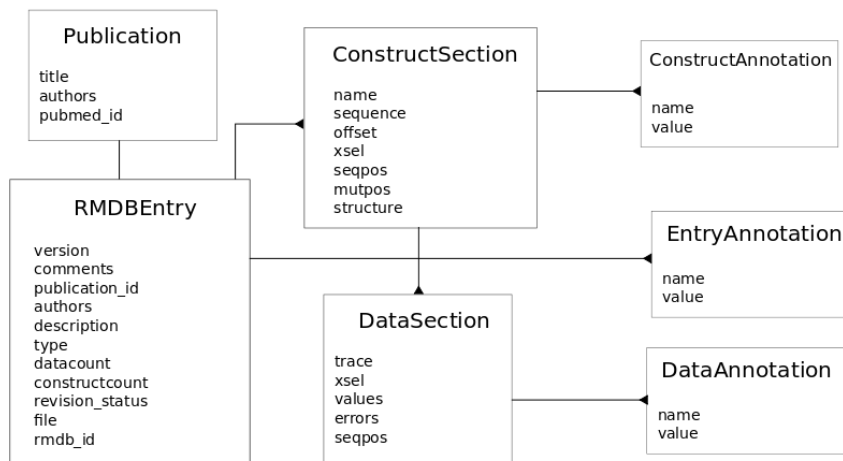 Publication
title
authors
pubmed_id
RMDBEntry
version
comments
publication_id
authors
description
type
datacount
constructcount
revision_status
file
rmdb_id
ConstructSection
name
sequence
offset
xsel
seqpos
mutpos
structure
DataSection
trace
xsel
values
errors
seqpos
ConstructAnnotation
name
value
EntryAnnotation
name
value
DataAnnotation
name
value